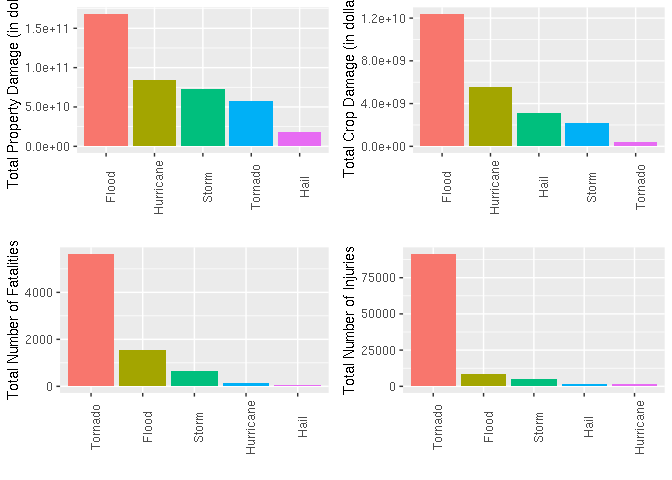 Total Property Damage (in dolla
1.5e+11
1.0e+11
5.0e+10
0.0e+00
Flood
Hurricane
Storm
Tornado
Hail
Total Crop Damage (in dolla
1.2e+10
8.0e+09
4.0e+09
0.0e+00
Flood
Hurricane
Hail
Storm
Tornado
Total Number of Fatalities
4000
2000
0
Tornado
Flood
Storm
Hurricane
Hail
Total Number of Injuries
75000
50000
25000
0
Tornado
Flood
Storm
Hail
Hurricane